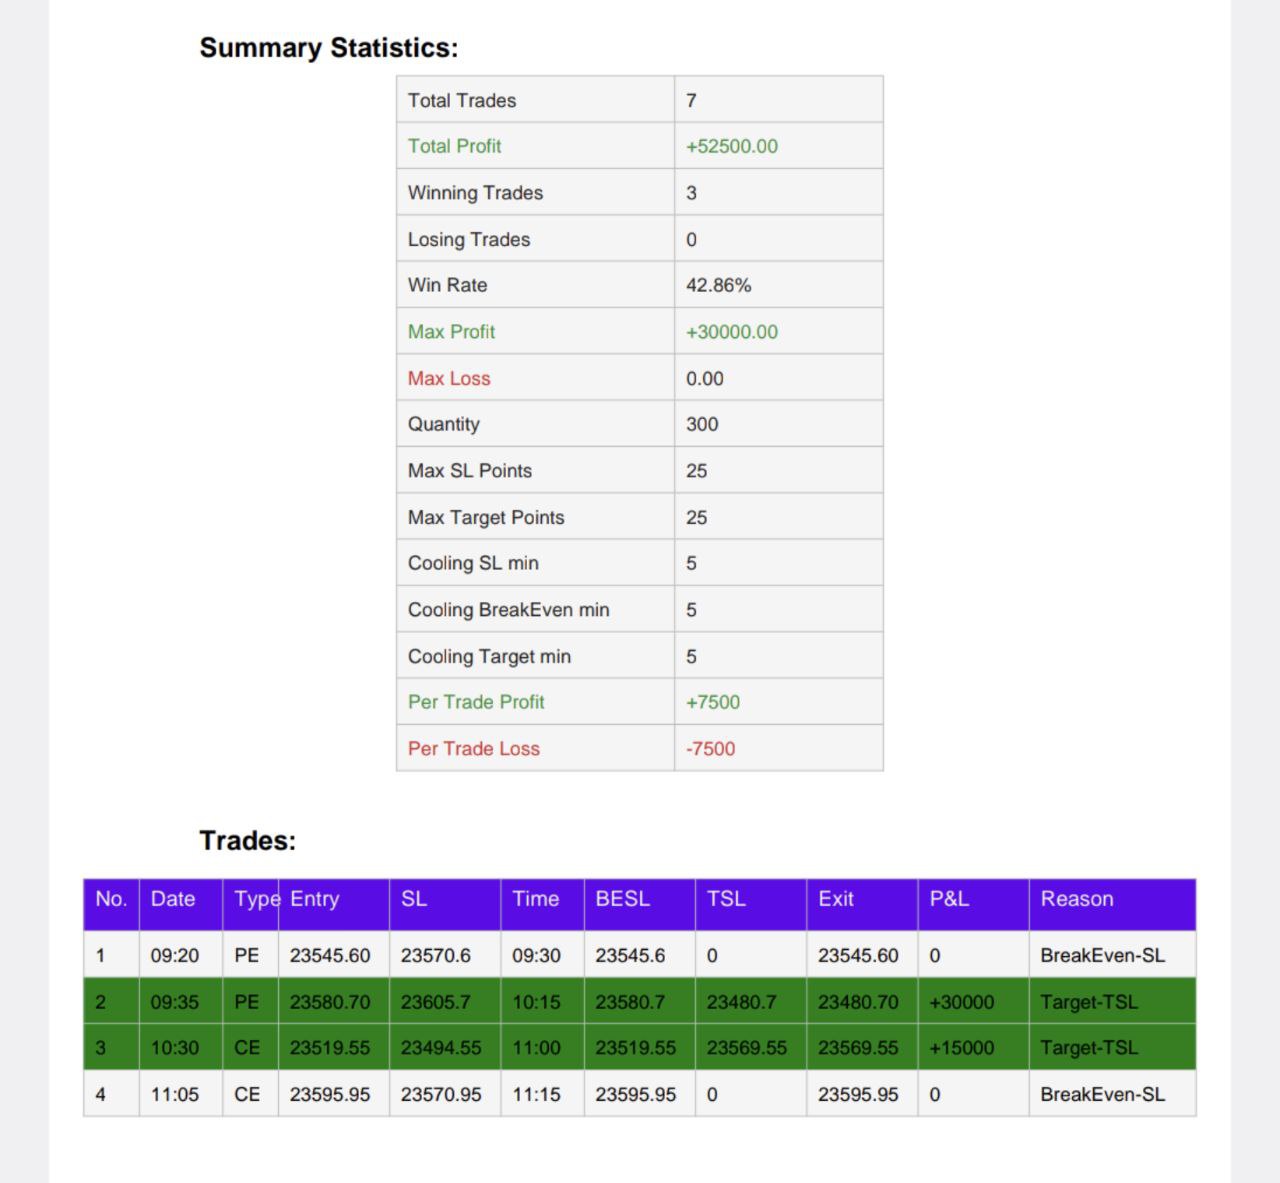 Summary Statistics:
Total Trades 7
Total Profit +52500.00
Winning Trades 3
Losing Trades 0
Win Rate 42.86%
Max Profit +30000.00
Max Loss 0.00
Quantity 300
Max SL Points 25
Max Target Points 25
Cooling SL min 5
Cooling BreakEven min 5
Cooling Target min 5
Per Trade Profit +7500
Per Trade Loss -7500
Trades:
No. Date Type Entry SL Time BESL TSL Exit P&L Reason
1 09:20 PE 23545.60 23570.6 09:30 23545.6 0 23545.60 0 BreakEven-SL
2 09:35 PE 23580.70 23605.7 10:15 23580.7 23480.7 23480.70 +30000 Target-TSL
3 10:30 CE 23519.55 23494.55 11:00 23519.55 23569.55 23569.55 +15000 Target-TSL
4 11:05 CE 23595.95 23570.95 11:15 23595.95 0 23595.95 0 BreakEven-SL